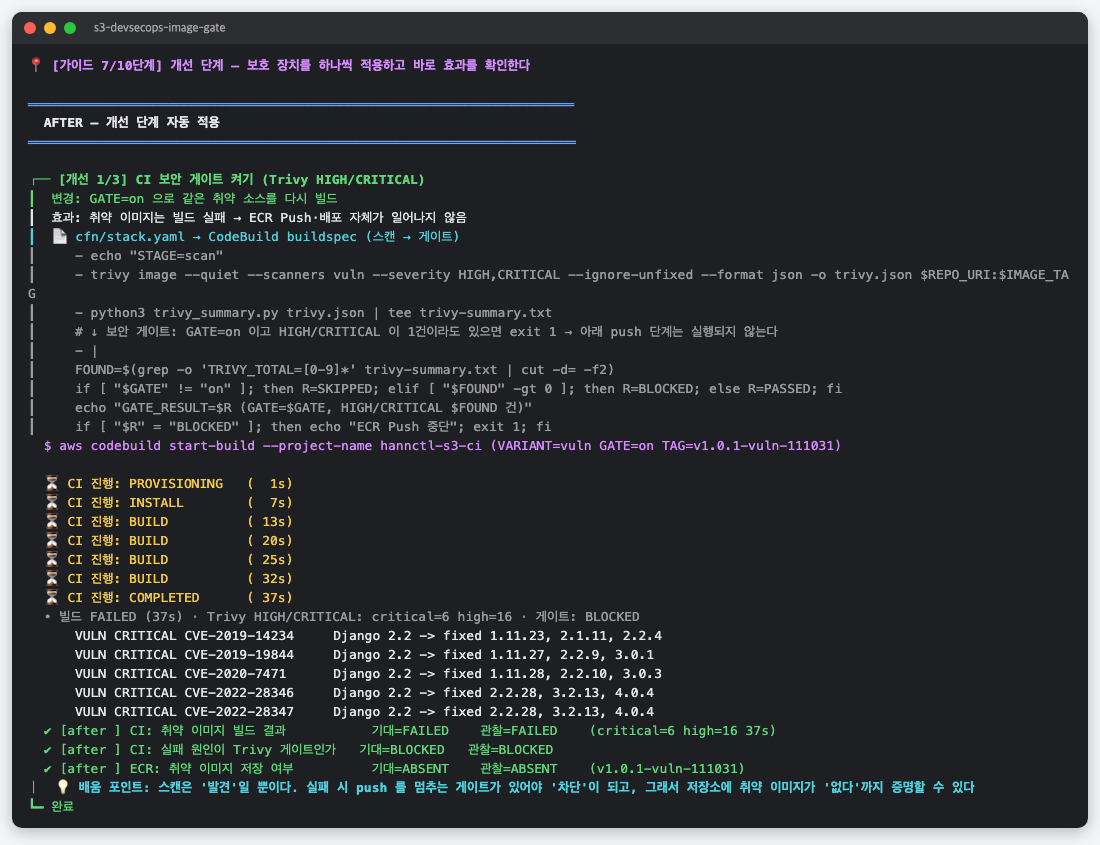 s3-devsecops-image-gate
📍 [가이드 7/10단계] 개선 단계 — 보호 장치를 하나씩 적용하고 바로 효과를 확인한다
AFTER — 개선 단계 자동 적용
┌── [개선 1/3] CI 보안 게이트 켜기 (Trivy HIGH/CRITICAL)
┃ 변경: GATE=on 으로 같은 취약 소스를 다시 빌드
┃ 효과: 취약 이미지는 빌드 실패 → ECR Push·배포 자체가 일어나지 않음
┃ 📄 cfn/stack.yaml → CodeBuild buildspec (스캔 → 게이트)
┃ - echo "STAGE=scan"
┃ - trivy image --quiet --scanners vuln --severity HIGH,CRITICAL --ignore-unfixed --format json -o trivy.json $REPO_URI:$IMAGE_TA
G
┃ - python3 trivy_summary.py trivy.json | tee trivy-summary.txt
┃ # ↓ 보안 게이트: GATE=on 이고 HIGH/CRITICAL 이 1건이라도 있으면 exit 1 → 아래 push 단계는 실행되지 않는다
┃ - |
┃ FOUND=$(grep -o 'TRIVY_TOTAL=[0-9]*' trivy-summary.txt | cut -d= -f2)
┃ if [ "$GATE" != "on" ]; then R=SKIPPED; elif [ "$FOUND" -gt 0 ]; then R=BLOCKED; else R=PASSED; fi
┃ echo "GATE_RESULT=$R (GATE=$GATE, HIGH/CRITICAL $FOUND 건)"
┃ if [ "$R" = "BLOCKED" ]; then echo "ECR Push 중단"; exit 1; fi
$ aws codebuild start-build --project-name hannctl-s3-ci (VARIANT=vuln GATE=on TAG=v1.0.1-vuln-111031)
⏳ CI 진행: PROVISIONING ( 1s)
⏳ CI 진행: INSTALL ( 7s)
⏳ CI 진행: BUILD ( 13s)
⏳ CI 진행: BUILD ( 20s)
⏳ CI 진행: BUILD ( 25s)
⏳ CI 진행: BUILD ( 32s)
⏳ CI 진행: COMPLETED ( 37s)
• 빌드 FAILED (37s) · Trivy HIGH/CRITICAL: critical=6 high=16 · 게이트: BLOCKED
VULN CRITICAL CVE-2019-14234 Django 2.2 -> fixed 1.11.23, 2.1.11, 2.2.4
VULN CRITICAL CVE-2019-19844 Django 2.2 -> fixed 1.11.27, 2.2.9, 3.0.1
VULN CRITICAL CVE-2020-7471 Django 2.2 -> fixed 1.11.28, 2.2.10, 3.0.3
VULN CRITICAL CVE-2022-28346 Django 2.2 -> fixed 2.2.28, 3.2.13, 4.0.4
VULN CRITICAL CVE-2022-28347 Django 2.2 -> fixed 2.2.28, 3.2.13, 4.0.4
✔ [after ] CI: 취약 이미지 빌드 결과 기대=FAILED 관찰=FAILED (critical=6 high=16 37s)
✔ [after ] CI: 실패 원인이 Trivy 게이트인가 기대=BLOCKED 관찰=BLOCKED
✔ [after ] ECR: 취약 이미지 저장 여부 기대=ABSENT 관찰=ABSENT (v1.0.1-vuln-111031)
│ 💡 배움 포인트: 스캔은 '발견'일 뿐이다. 실패 시 push 를 멈추는 게이트가 있어야 '차단'이 되고, 그래서 저장소에 취약 이미지가 '없다'까지 증명할 수 있다
┗━ 완료